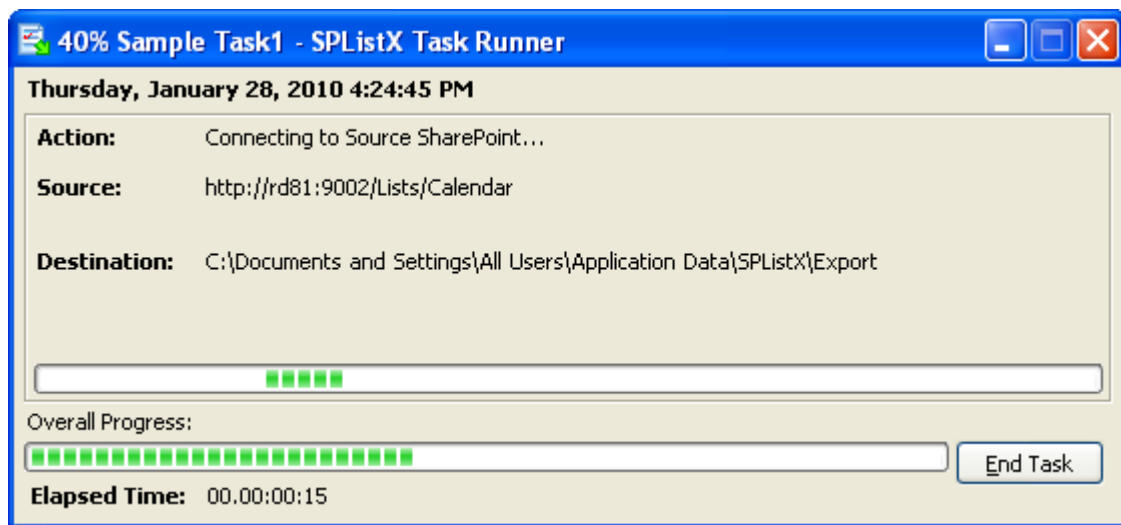 40% Sample Task1 - SPListX Task Runner
Thursday, January 28, 2010 4:24:45 PM
Action: Connecting to Source SharePoint...
Source: http://rd81:9002/Lists/Calendar
Destination: C:\Documents and Settings\All Users\Application Data\SPListX\Export
Overall Progress:
End Task
Elapsed Time: 00.00:00:15